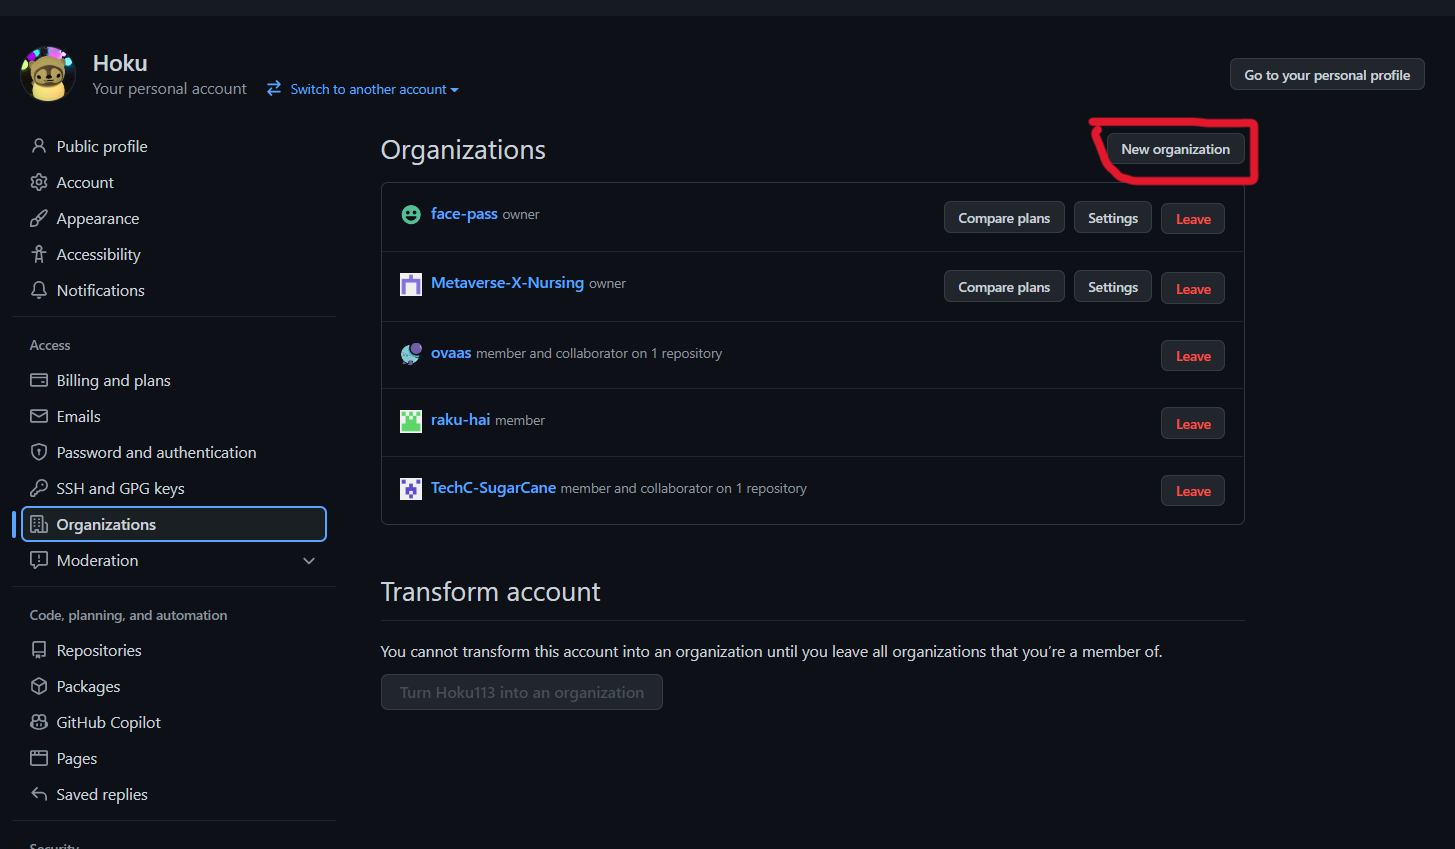 Hoku
Your personal account
Switch to another account
Go to your personal profile
Public profile
Account
Appearance
Accessibility
Notifications
Access
Billing and plans
Emails
Password and authentication
SSH and GPG keys
Organizations
Moderation
Code, planning, and automation
Repositories
Packages
GitHub Copilot
Pages
Saved replies
Security
Organizations
New organization
face-pass owner
Compare plans
Settings
Leave
Metaverse-X-Nursing owner
Compare plans
Settings
Leave
ovaas member and collaborator on 1 repository
Leave
raku-hai member
Leave
TechC-SugarCane member and collaborator on 1 repository
Leave
Transform account
You cannot transform this account into an organization until you leave all organizations that you're a member of.
Turn Hoku113 into an organization